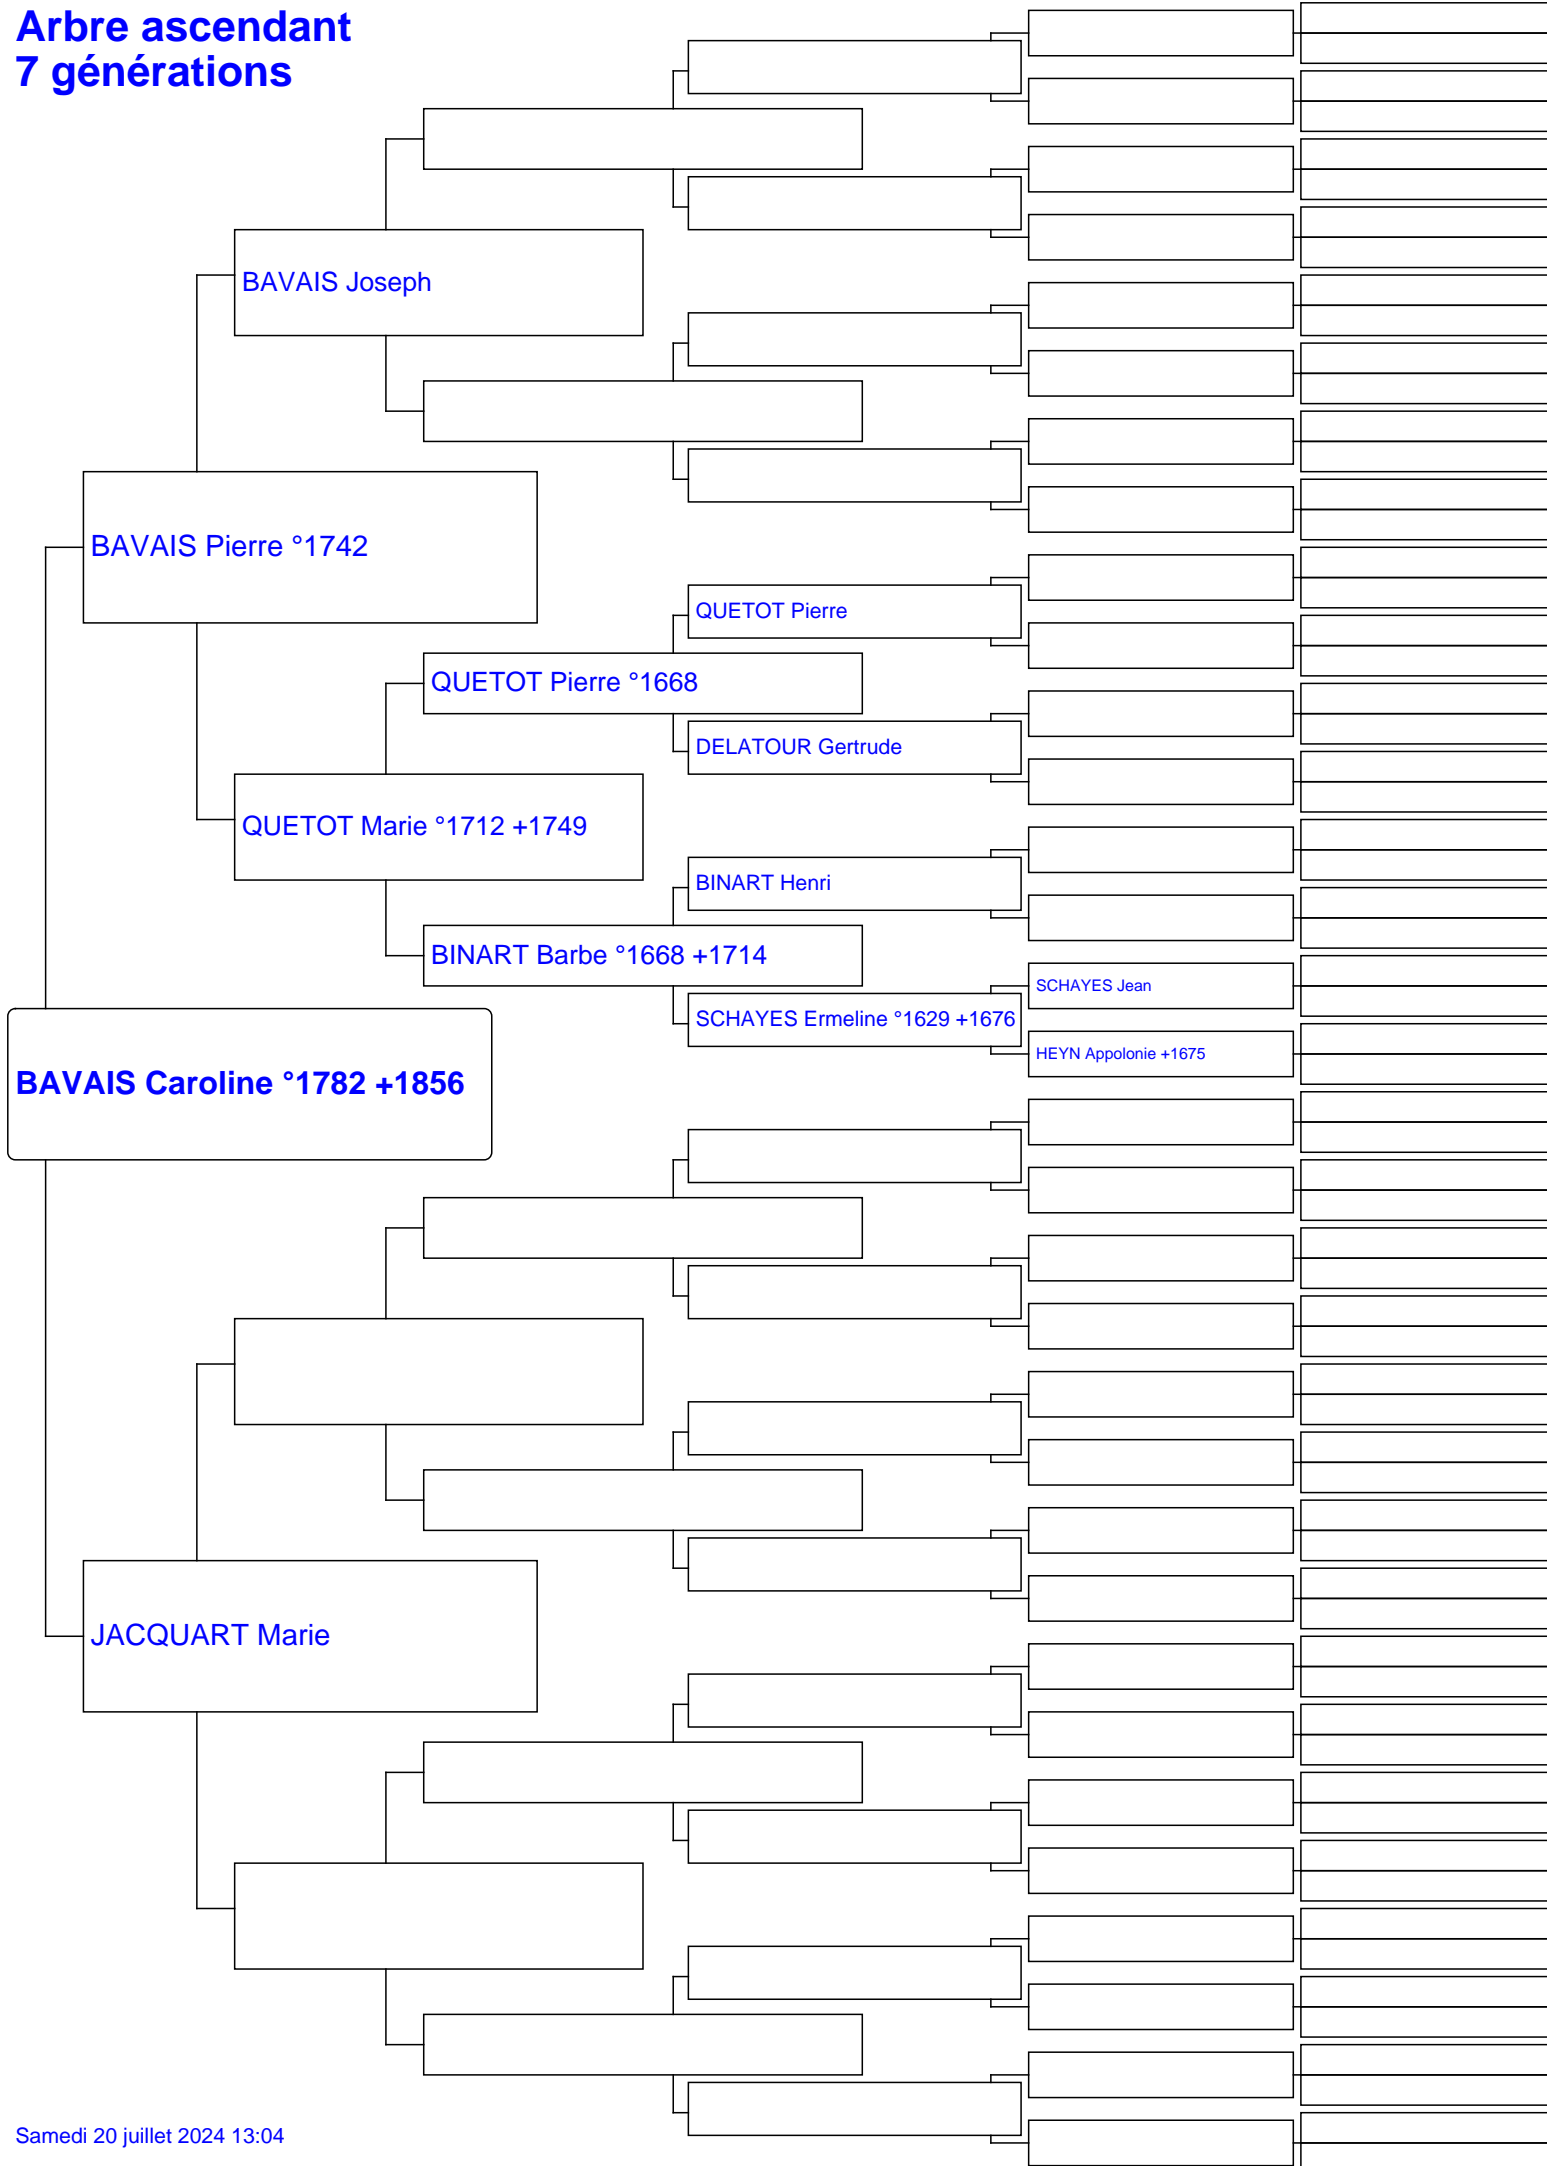 Arbre ascendant
7 générations
BAVAIS Joseph
BAVAIS Pierre °1742
QUETOT Pierre
QUETOT Pierre °1668
DELATOUR Gertrude
QUETOT Marie °1712 +1749
BINART Henri
BINART Barbe °1668 +1714
SCHAYES Jean
SCHAYES Ermeline °1629 +1676
HEYN Appolonie +1675
BAVAIS Caroline °1782 +1856
JACQUART Marie
Samedi 20 juillet 2024 13:04